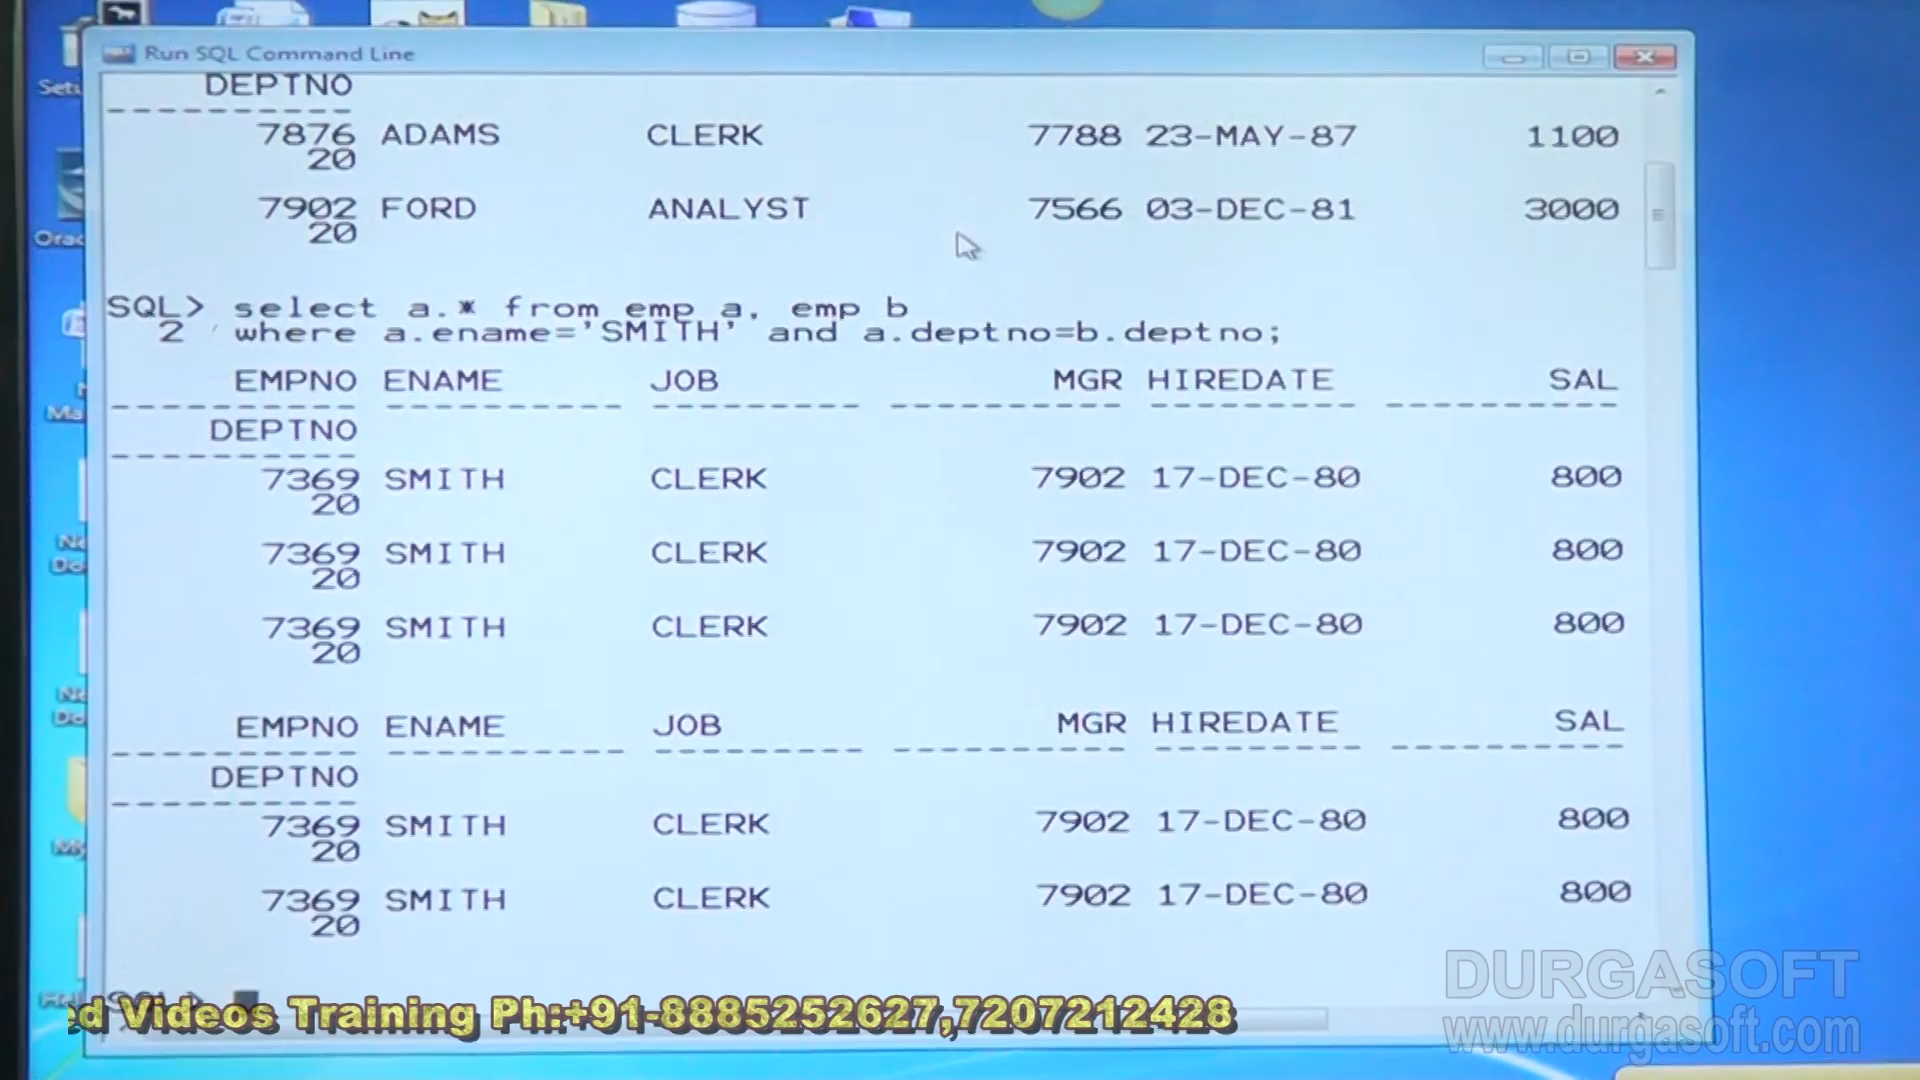 Run SQL Command Line
DEPTNO
----------
7876 ADAMS CLERK 7788 23-MAY-87 1100
20
7902 FORD ANALYST 7566 03-DEC-81 3000
20
SQL> select a.* from emp a, emp b
2 where a.ename='SMITH' and a.deptno=b.deptno;
EMPNO ENAME JOB MGR HIREDATE SAL
---------- ---------- --------- ---------- --------- ----------
DEPTNO
----------
7369 SMITH CLERK 7902 17-DEC-80 800
20
7369 SMITH CLERK 7902 17-DEC-80 800
20
7369 SMITH CLERK 7902 17-DEC-80 800
20
EMPNO ENAME JOB MGR HIREDATE SAL
---------- ---------- --------- ---------- --------- ----------
DEPTNO
----------
7369 SMITH CLERK 7902 17-DEC-80 800
20
7369 SMITH CLERK 7902 17-DEC-80 800
20
SQL>
ed Videos Training Ph:+91-8885252627,7207212428
DURGASOFT
www.durgasoft.com